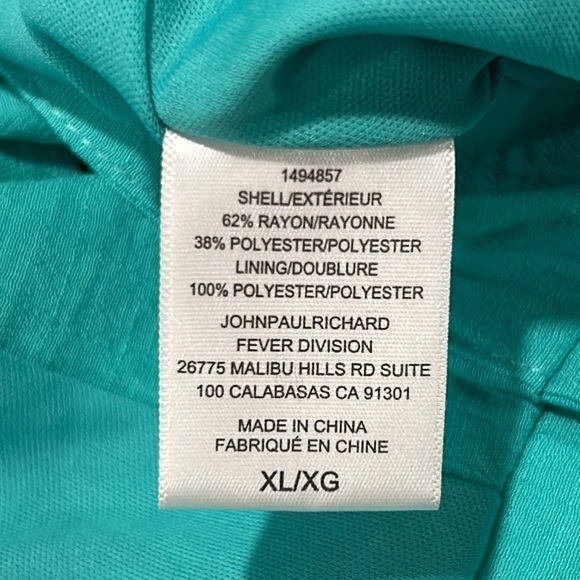 1494857
SHELL/EXTÉRIEUR
62% RAYON/RAYONNE
38% POLYESTER/POLYESTER
LINING/DOUBLURE
100% POLYESTER/POLYESTER
JOHNPAULRICHARD
FEVER DIVISION
26775 MALIBU HILLS RD SUITE
100 CALABASAS CA 91301
MADE IN CHINA
FABRIQUÉ EN CHINE
XL/XG